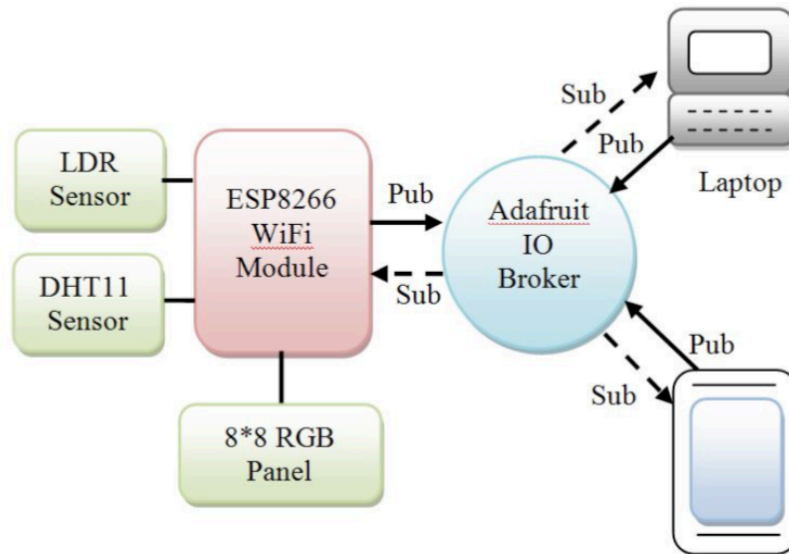 LDR
Sensor
DHT11
Sensor
ESP8266
WiFi
Module
8*8 RGB
Panel
Pub
Sub
Adafruit
IO
Broker
Sub
Pub
Laptop
Pub
Sub